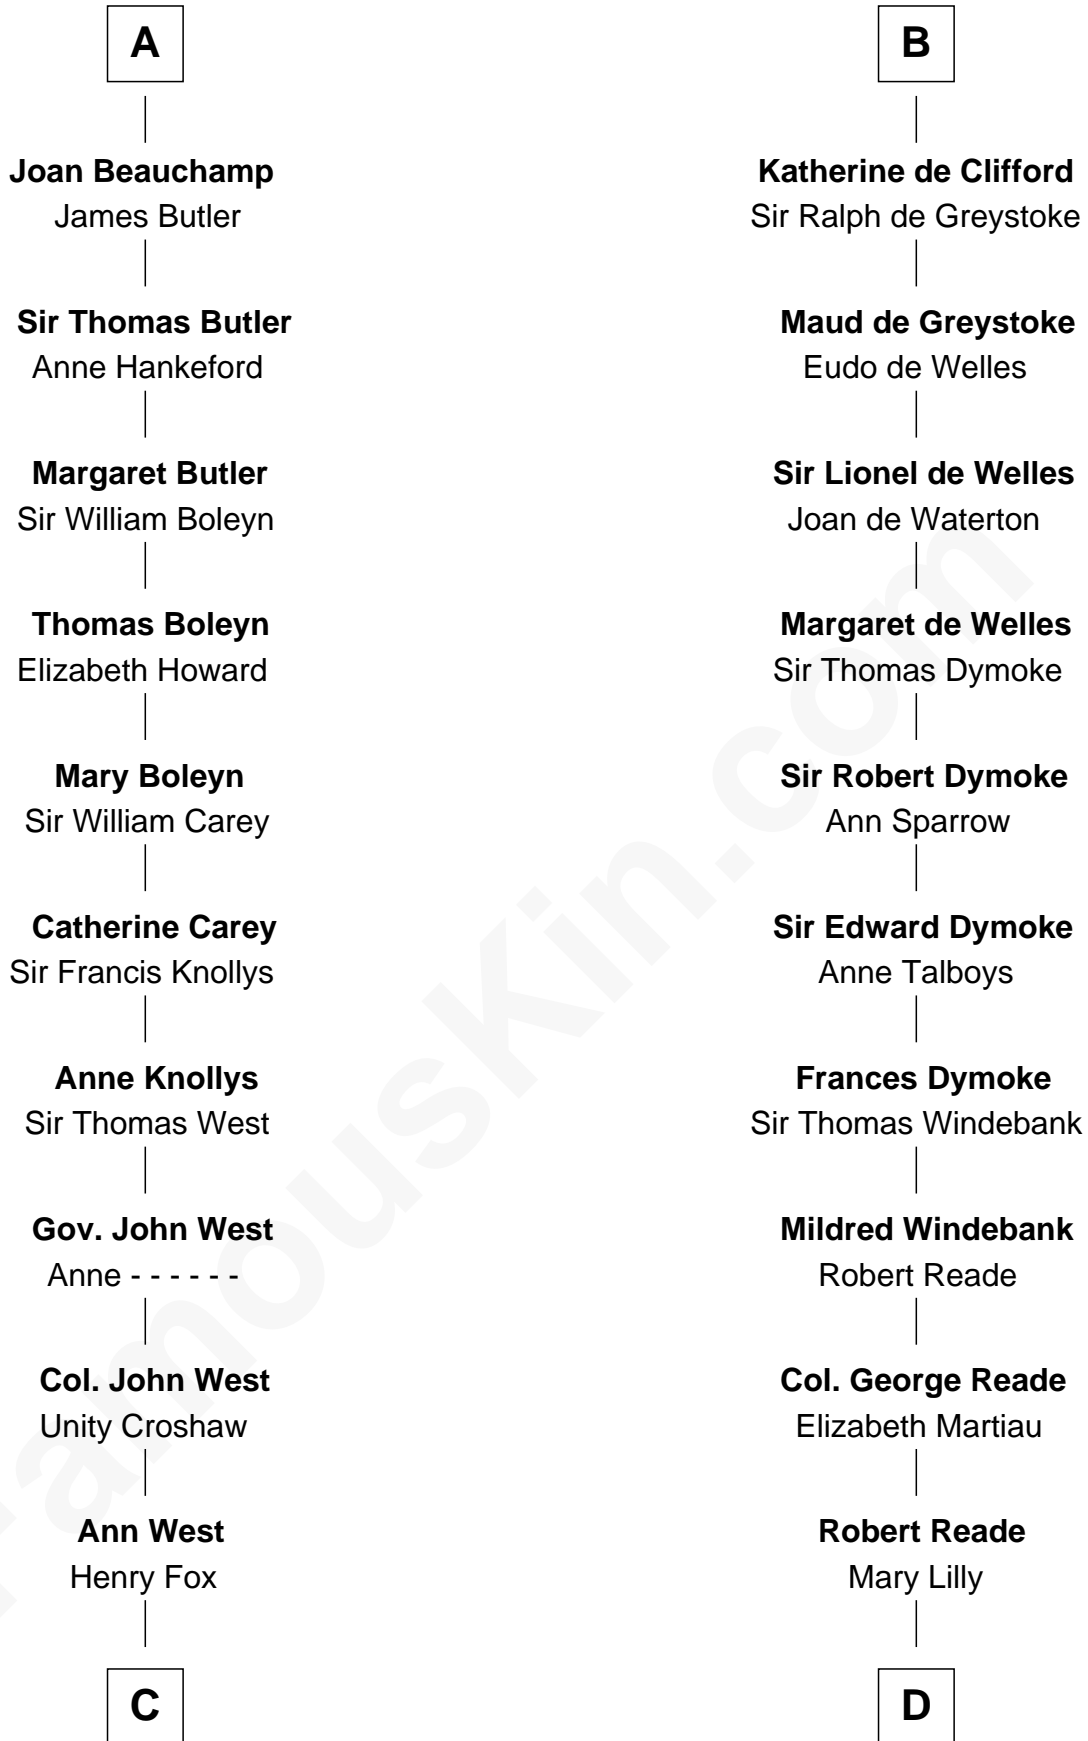 A
Joan Beauchamp
James Butler
Sir Thomas Butler
Anne Hankeford
Margaret Butler
Sir William Boleyn
Thomas Boleyn
Elizabeth Howard
Mary Boleyn
Sir William Carey
Catherine Carey
Sir Francis Knollys
Anne Knollys
Sir Thomas West
Gov. John West
Anne - - - - - -
Col. John West
Unity Croshaw
Ann West
Henry Fox
C
B
Katherine de Clifford
Sir Ralph de Greystoke
Maud de Greystoke
Eudo de Welles
Sir Lionel de Welles
Joan de Waterton
Margaret de Welles
Sir Thomas Dymoke
Sir Robert Dymoke
Ann Sparrow
Sir Edward Dymoke
Anne Talboys
Frances Dymoke
Sir Thomas Windebank
Mildred Windebank
Robert Reade
Col. George Reade
Elizabeth Martiau
Robert Reade
Mary Lilly
D
FamousKin.com